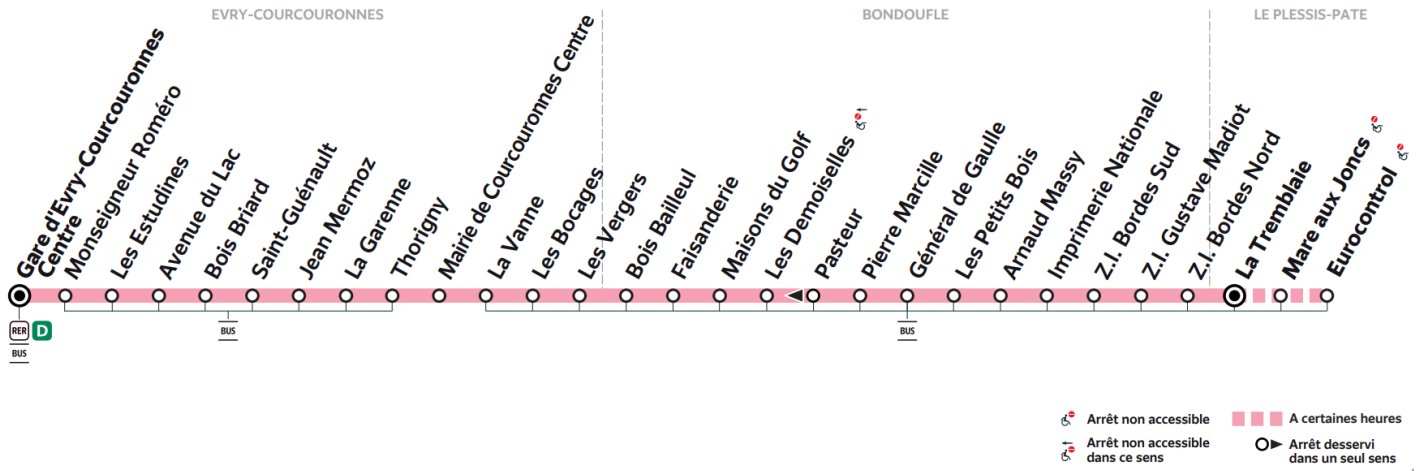 EVRY-COURCOURONNES
BONDOUFLE
LE PLESSIS-PATE
Gare d'Evry-Courcouronnes
Centre
Monseigneur Roméro
Les Estudines
Avenue du Lac
Bois Briard
Saint-Guénault
Jean Mermoz
La Garenne
Thorigny
Mairie de Courcouronnes Centre
La Vanne
Les Bocages
Les Vergers
Bois Bailleul
Faisanderie
Maisons du Golf
Les Demoiselles
Pasteur
Pierre Marcille
Général de Gaulle
Les Petits Bois
Arnaud Massy
Imprimerie Nationale
Z.I. Bordes Sud
Z.I. Gustave Madiot
Z.I. Bordes Nord
La Tremblaie
Mare aux Joncs
Eurocontrol
RER D
BUS
BUS
BUS
Arrêt non accessible
A certaines heures
Arrêt non accessible
dans ce sens
Arrêt desservi
dans un seul sens